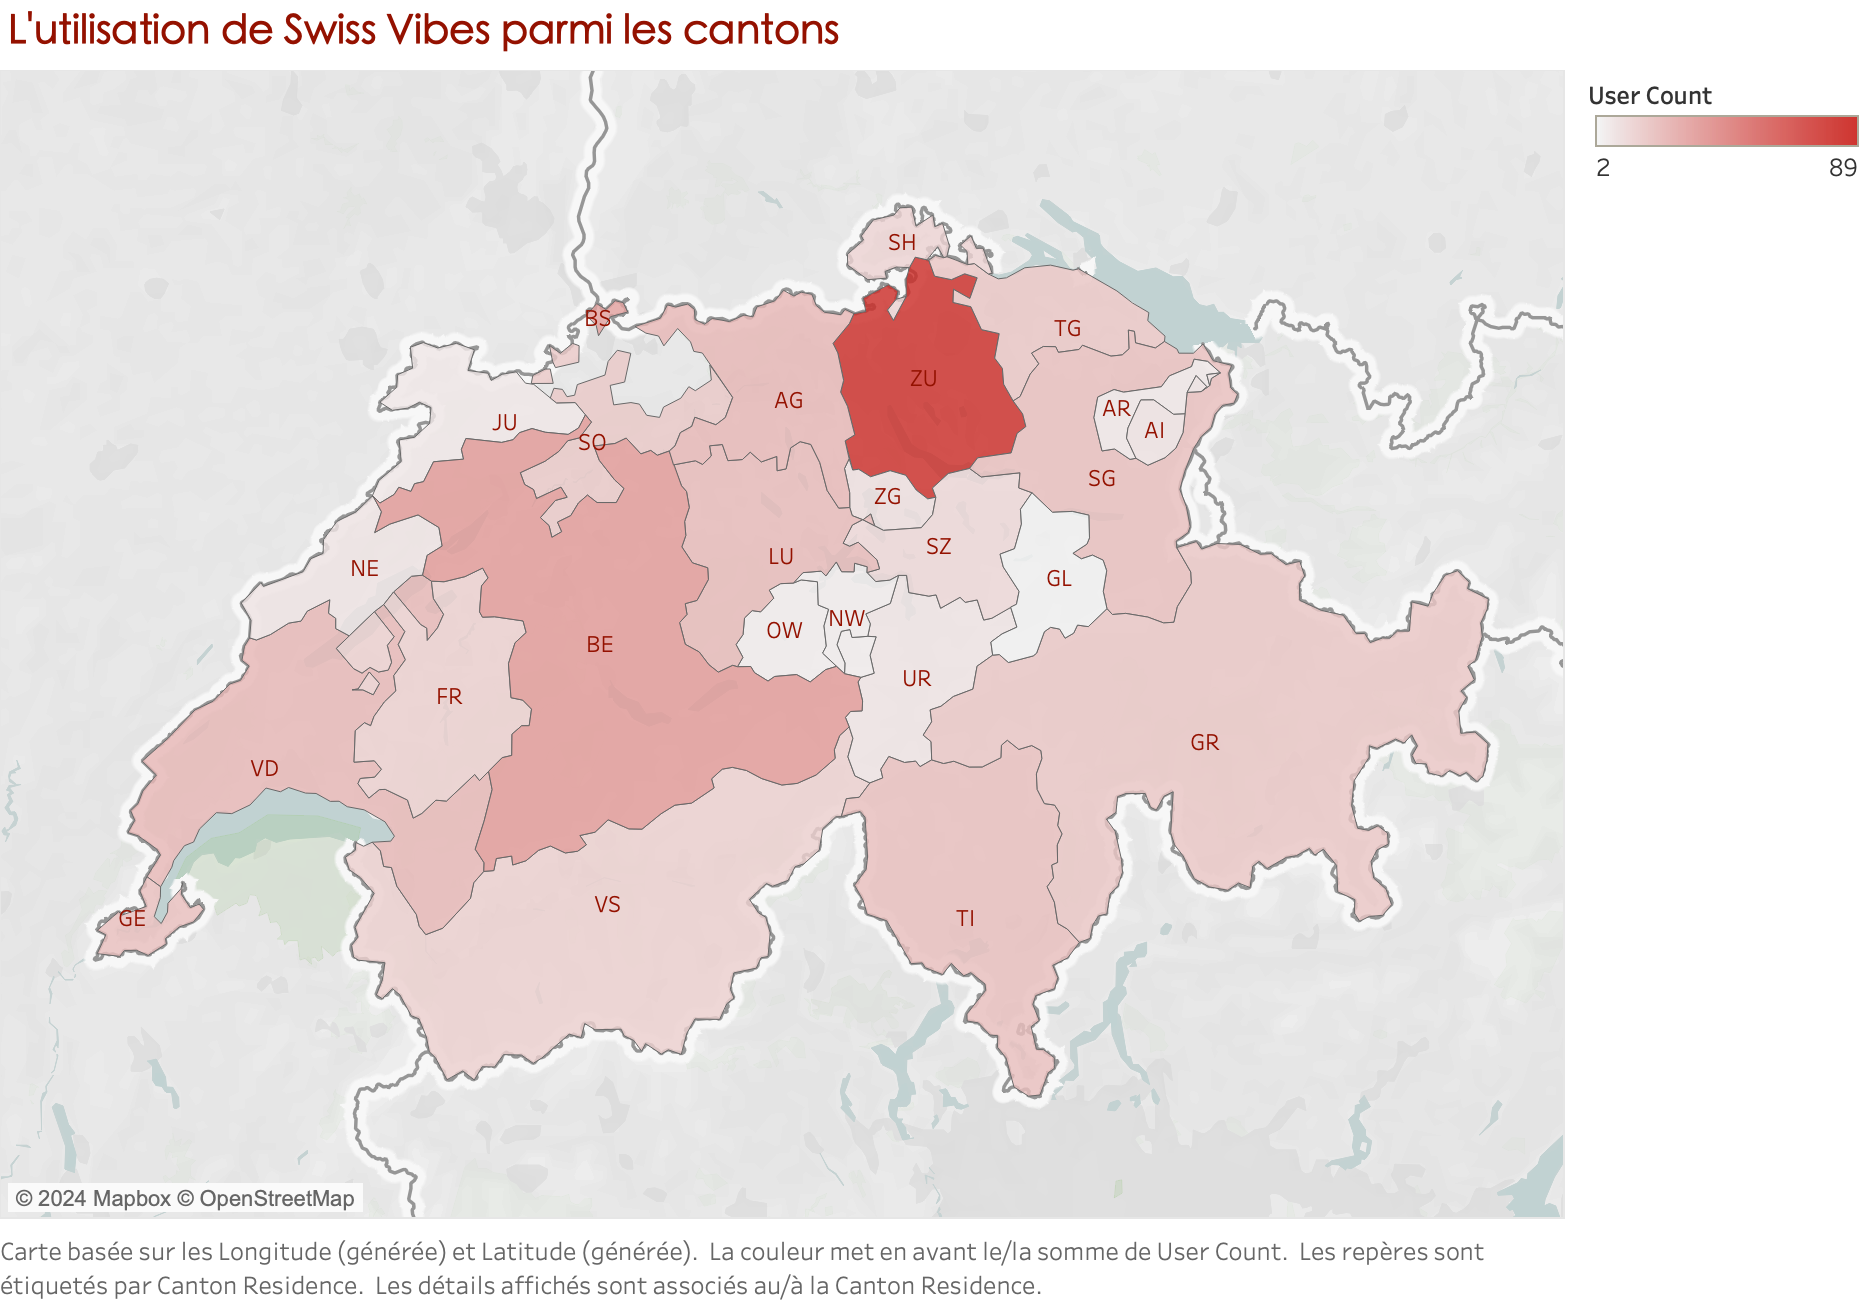 L'utilisation de Swiss Vibes parmi les cantons
User Count
2 89
SH
BS
TG
ZU
AG
JU
AR
SO
AI
SG
ZG
SZ
LU
NE
GL
NW
OW
BE
UR
FR
GR
VD
VS
GE
TI
© 2024 Mapbox © OpenStreetMap
Carte basée sur les Longitude (générée) et Latitude (générée). La couleur met en avant le/la somme de User Count. Les repères sont
étiquetés par Canton Residence. Les détails affichés sont associés au/à la Canton Residence.